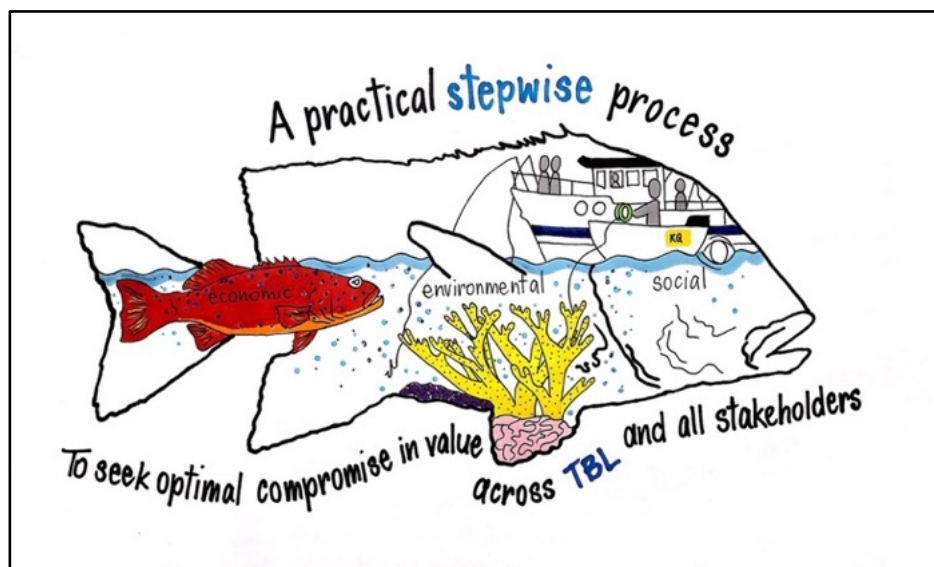 A practical stepwise process
economic
environmental
social
KQ
To seek optimal compromise in value
across TBL and all stakeholders